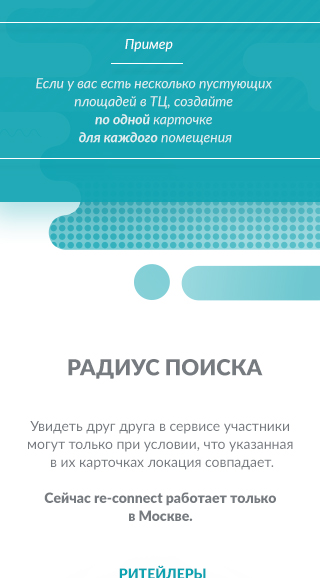 Пример
Если у вас есть несколько пустующих
площадей в ТЦ, создайте
по одной карточке
для каждого помещения
РАДИУС ПОИСКА
Увидеть друг друга в сервисе участники
могут только при условии, что указанная
в их карточках локация совпадает.
Сейчас re-connect работает только
в Москве.
РИТЕЙЛЕРЫ